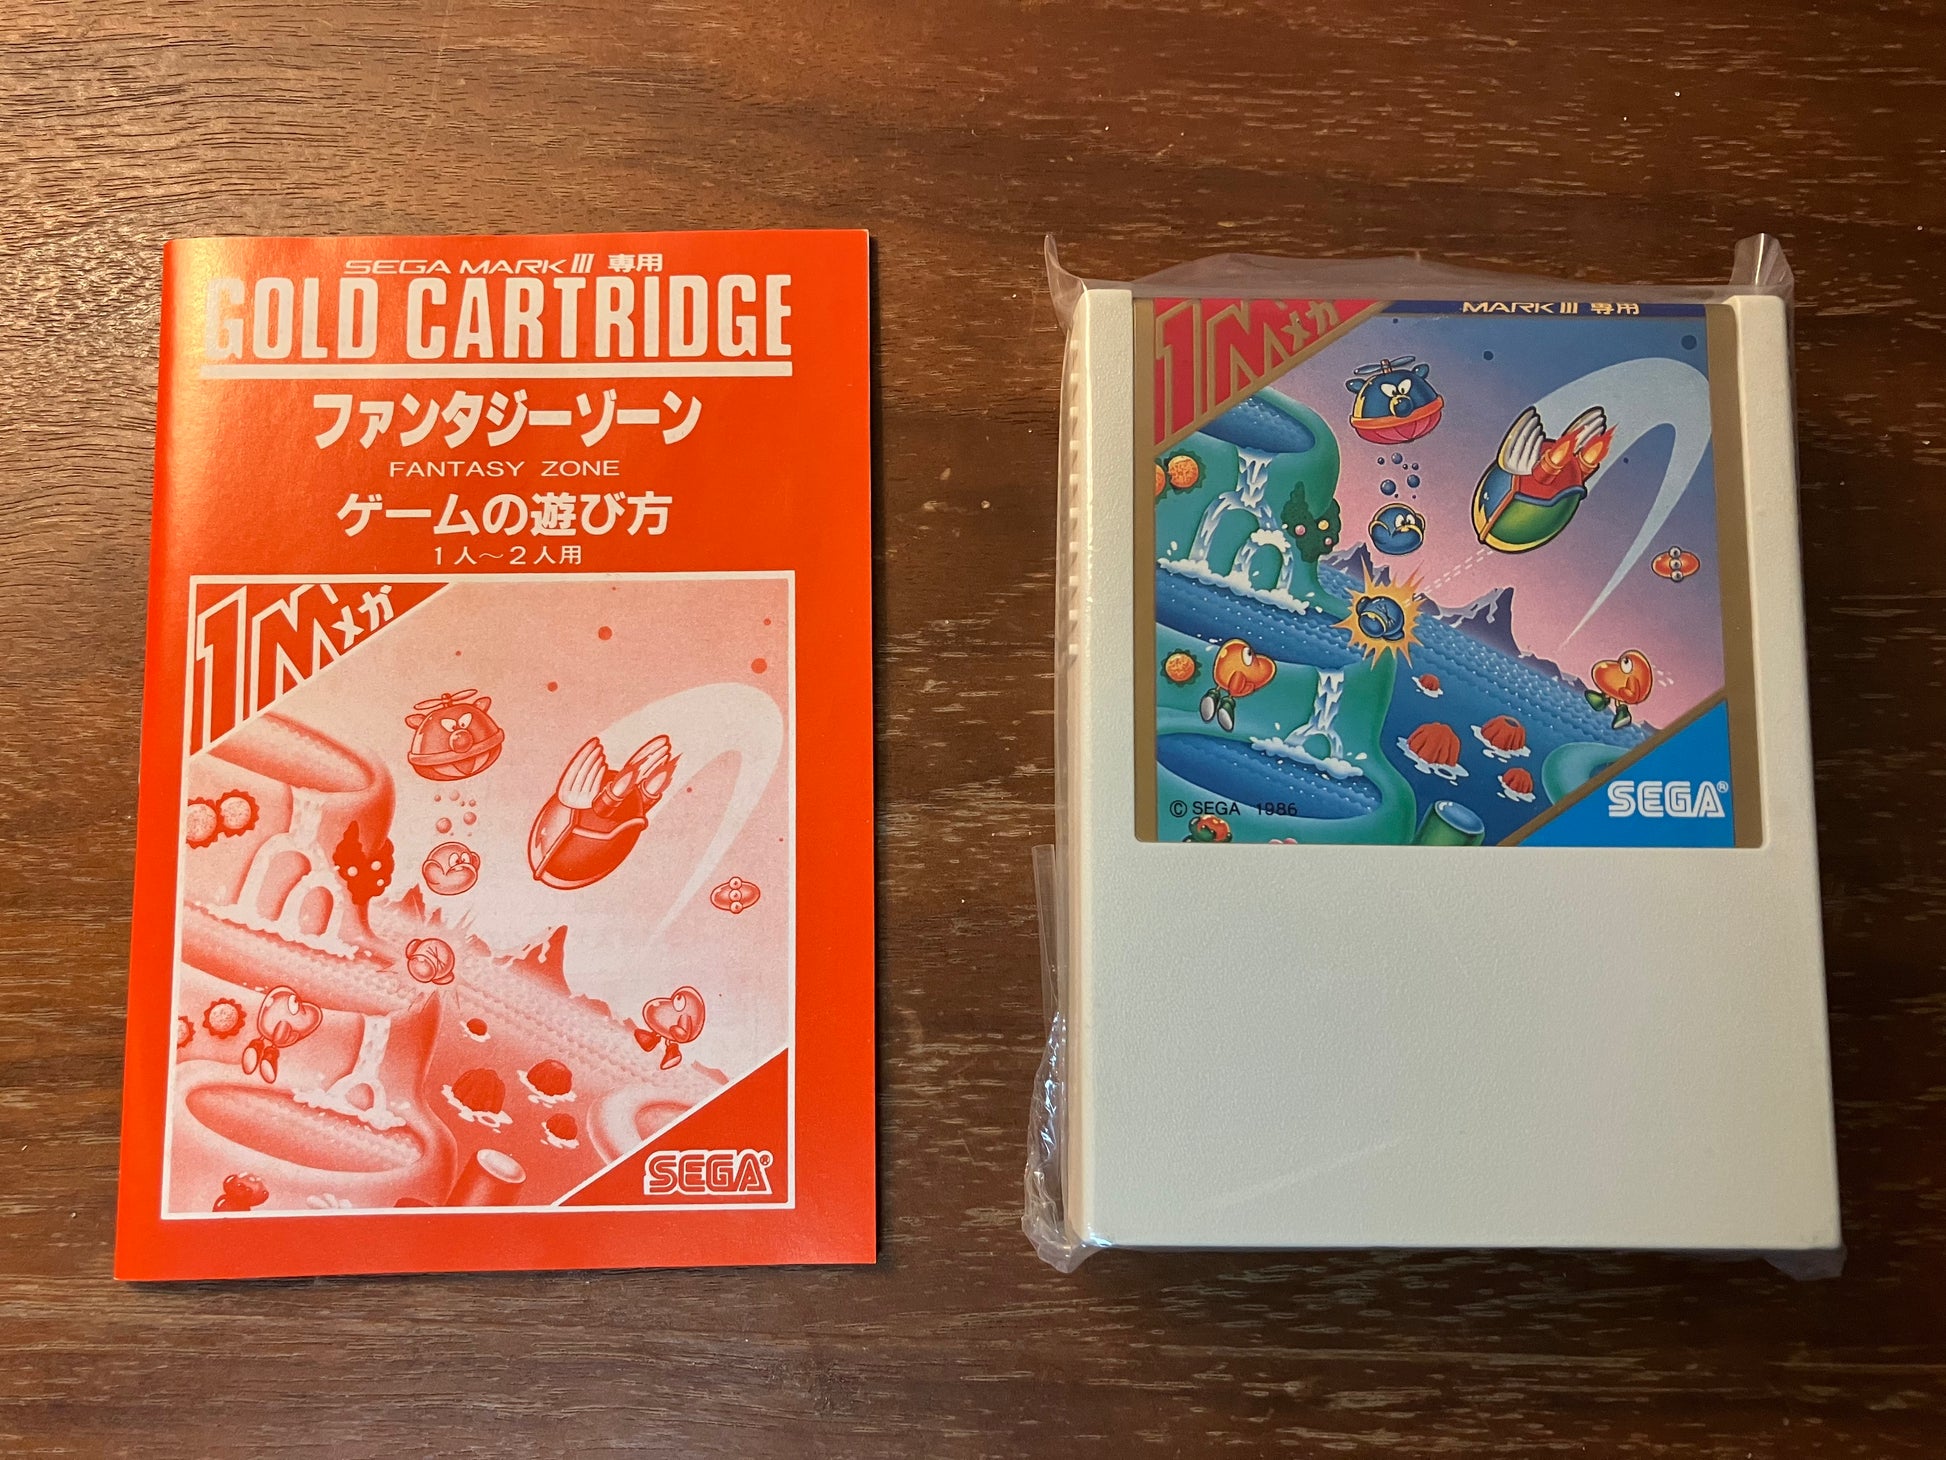 SEGA MARK III 専用
GOLD CARTRIDGE
ファンタジーゾーン
FANTASY ZONE
ゲームの遊び方
1人~2人用
1Mメガ
SEGA®
MARK III 専用
1Mメガ
© SEGA 1986
SEGA®